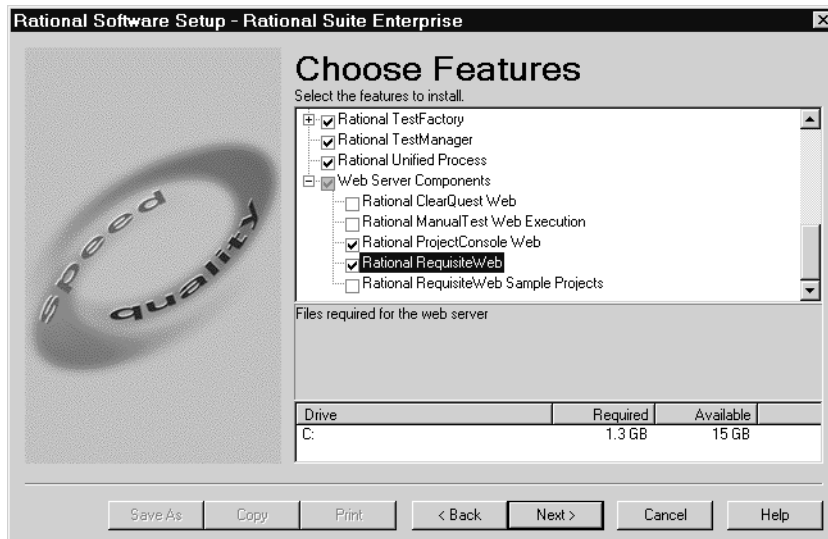 Rational Software Setup - Rational Suite Enterprise
speed
quality
Choose Features
Select the features to install.
Rational TestFactory
Rational TestManager
Rational Unified Process
Web Server Components
Rational ClearQuest Web
Rational ManualTest Web Execution
Rational ProjectConsole Web
Rational RequisiteWeb
Rational RequisiteWeb Sample Projects
Files required for the web server
Drive Required Available
C: 1.3 GB 15 GB
Save As Copy Print < Back Next > Cancel Help